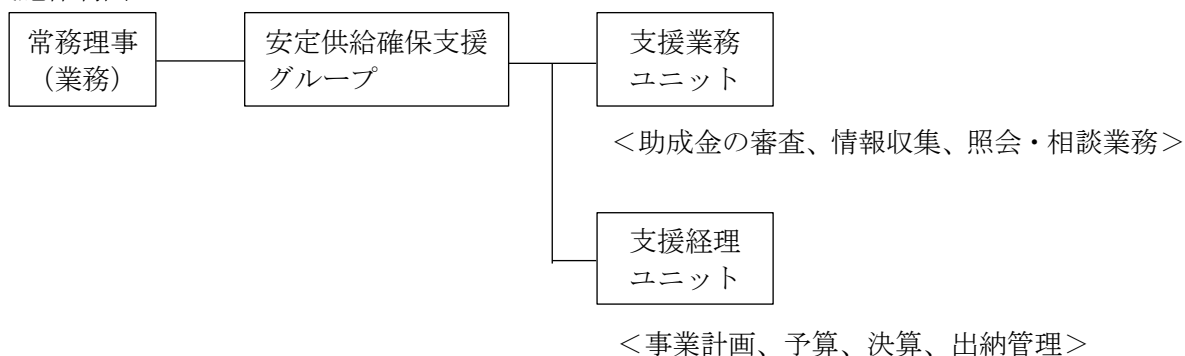 常務理事
（業務）
安定供給確保支援
グループ
支援業務
ユニット
＜助成金の審査、情報収集、照会・相談業務＞
支援経理
ユニット
＜事業計画、予算、決算、出納管理＞